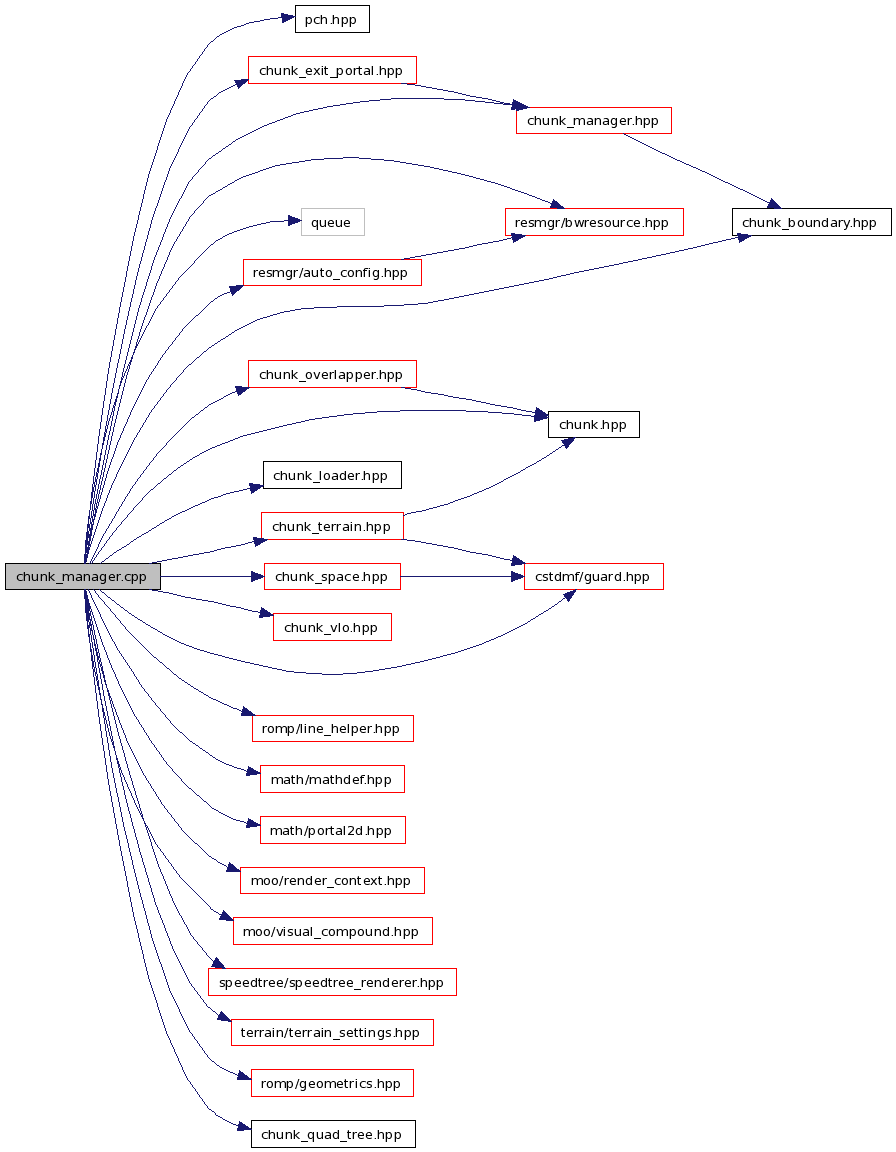 pch.hpp
chunk_exit_portal.hpp
chunk_manager.hpp
queue
resmgr/bwresource.hpp
chunk_boundary.hpp
resmgr/auto_config.hpp
chunk_overlapper.hpp
chunk.hpp
chunk_loader.hpp
chunk_terrain.hpp
chunk_manager.cpp
chunk_space.hpp
cstdmf/guard.hpp
chunk_vlo.hpp
romp/line_helper.hpp
math/mathdef.hpp
math/portal2d.hpp
moo/render_context.hpp
moo/visual_compound.hpp
speedtree/speedtree_renderer.hpp
terrain/terrain_settings.hpp
romp/geometrics.hpp
chunk_quad_tree.hpp